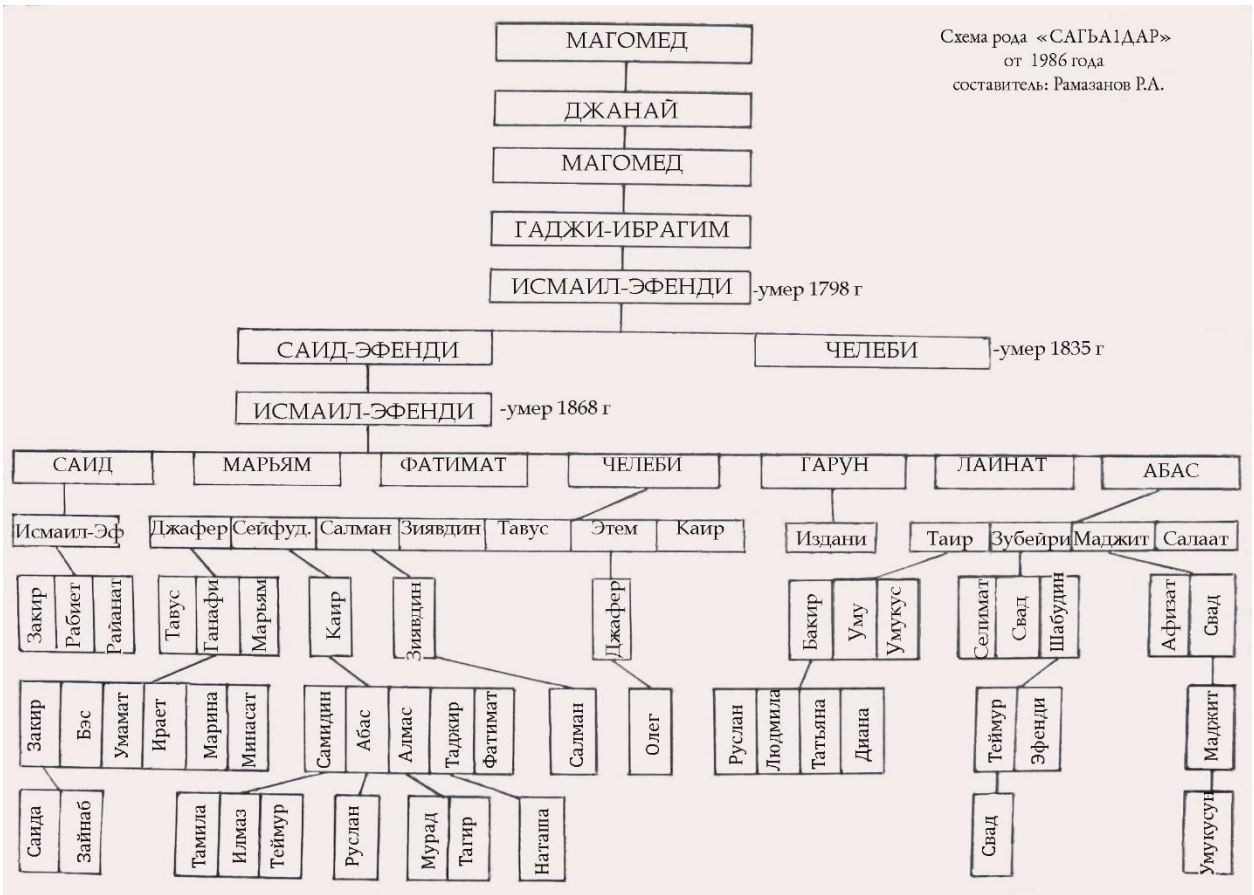 Схема рода «САГЬА1ДАР»
от 1986 года
составитель: Рамазанов Р.А.
МАГОМЕД
ДЖАНАЙ
МАГОМЕД
ГАДЖИ-ИБРАГИМ
ИСМАИЛ-ЭФЕНДИ -умер 1798 г
САИД-ЭФЕНДИ ЧЕЛЕБИ -умер 1835 г
ИСМАИЛ-ЭФЕНДИ -умер 1868 г
САИД МАРЬЯМ ФАТИМАТ ЧЕЛЕБИ ГАРУН ЛАИНАТ АБАС
Исмаил-Эф Джафер Сейфуд. Салман Зиявдин Тавус Этем Каир Издани Таир Зубейри Маджит Салаат
Закир Рабиет Райанат Тавус Ганафи Марьям Каир Зиявдин Джафер Бакир Уму Умукус Селимат Свад Шабудин Афизат Свад
Закир Бэс Умамат Ирает Марина Минасат Самидин Абас Алмас Таджир Фатимат Салман Олег Руслан Людмила Татьяна Диана Теймур Эфенди Маджит
Саида Зайнаб Тамила Илмаз Теймур Руслан Мурад Тагир Наташа Свад Умукусун